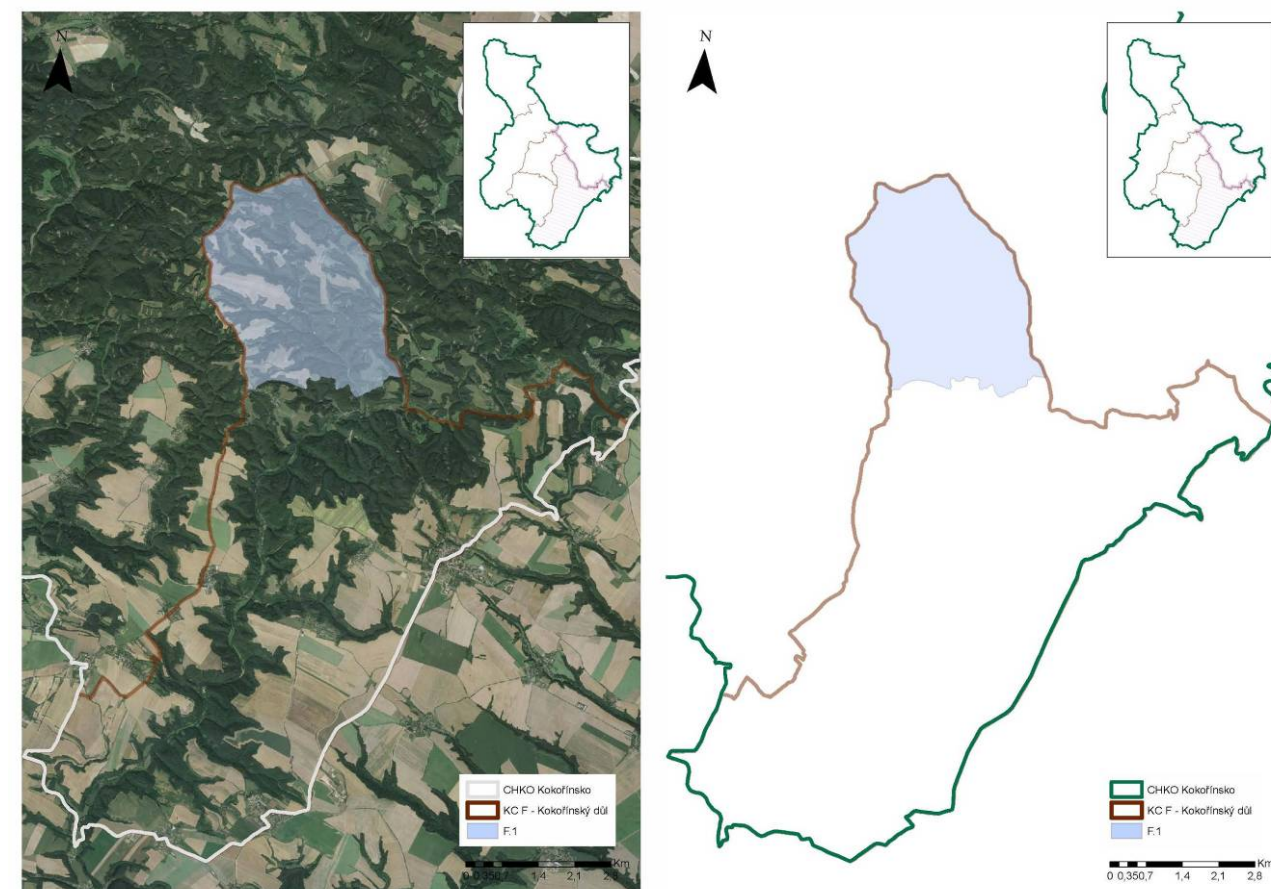 N
CHKO Kokořínsko
KC F - Kokořínský důl
F.1
Km
0 0,350,7 1,4 2,1 2,8
N
CHKO Kokořínsko
KC F - Kokořínský důl
F.1
Km
0 0,350,7 1,4 2,1 2,8